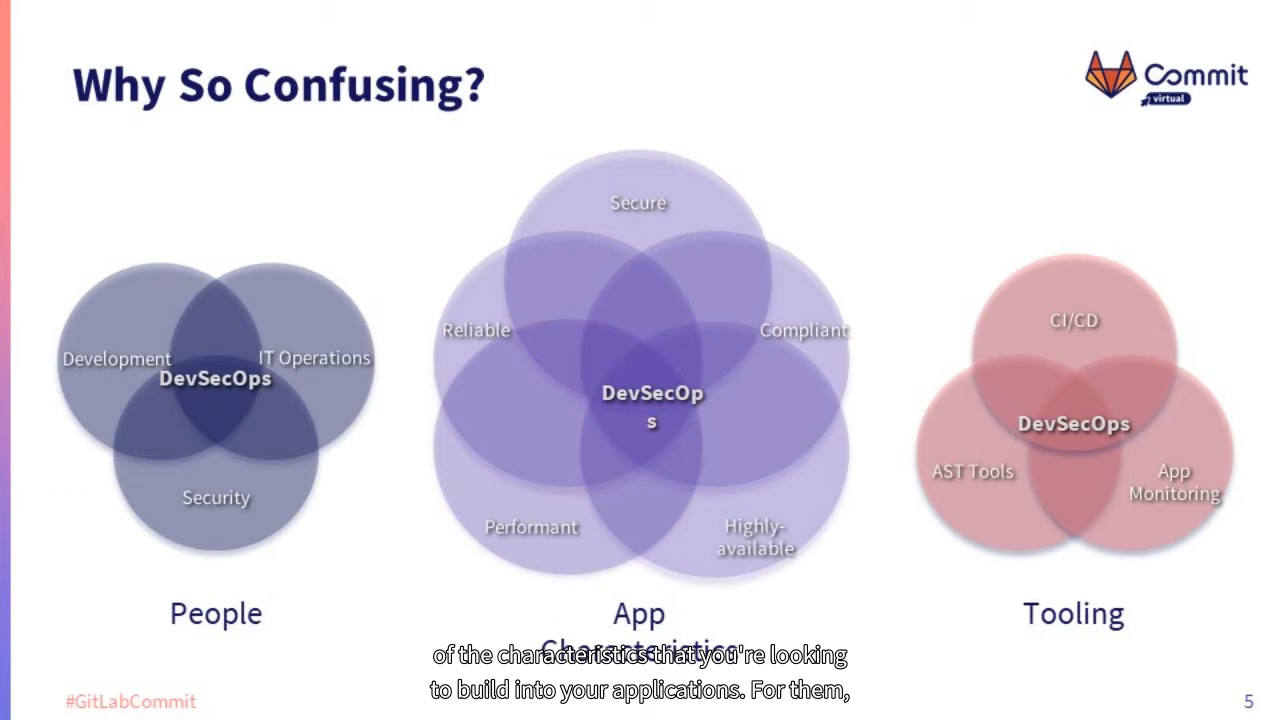 Why So Confusing?
Commit
virtual
Development
IT Operations
DevSecOps
Security
People
Secure
Reliable
Compliant
DevSecOp
s
Performant
Highly-
available
App
Characteristics
CI/CD
DevSecOps
AST Tools
App
Monitoring
Tooling
of the characteristics that you're looking
to build into your applications. For them,
#GitLabCommit
5